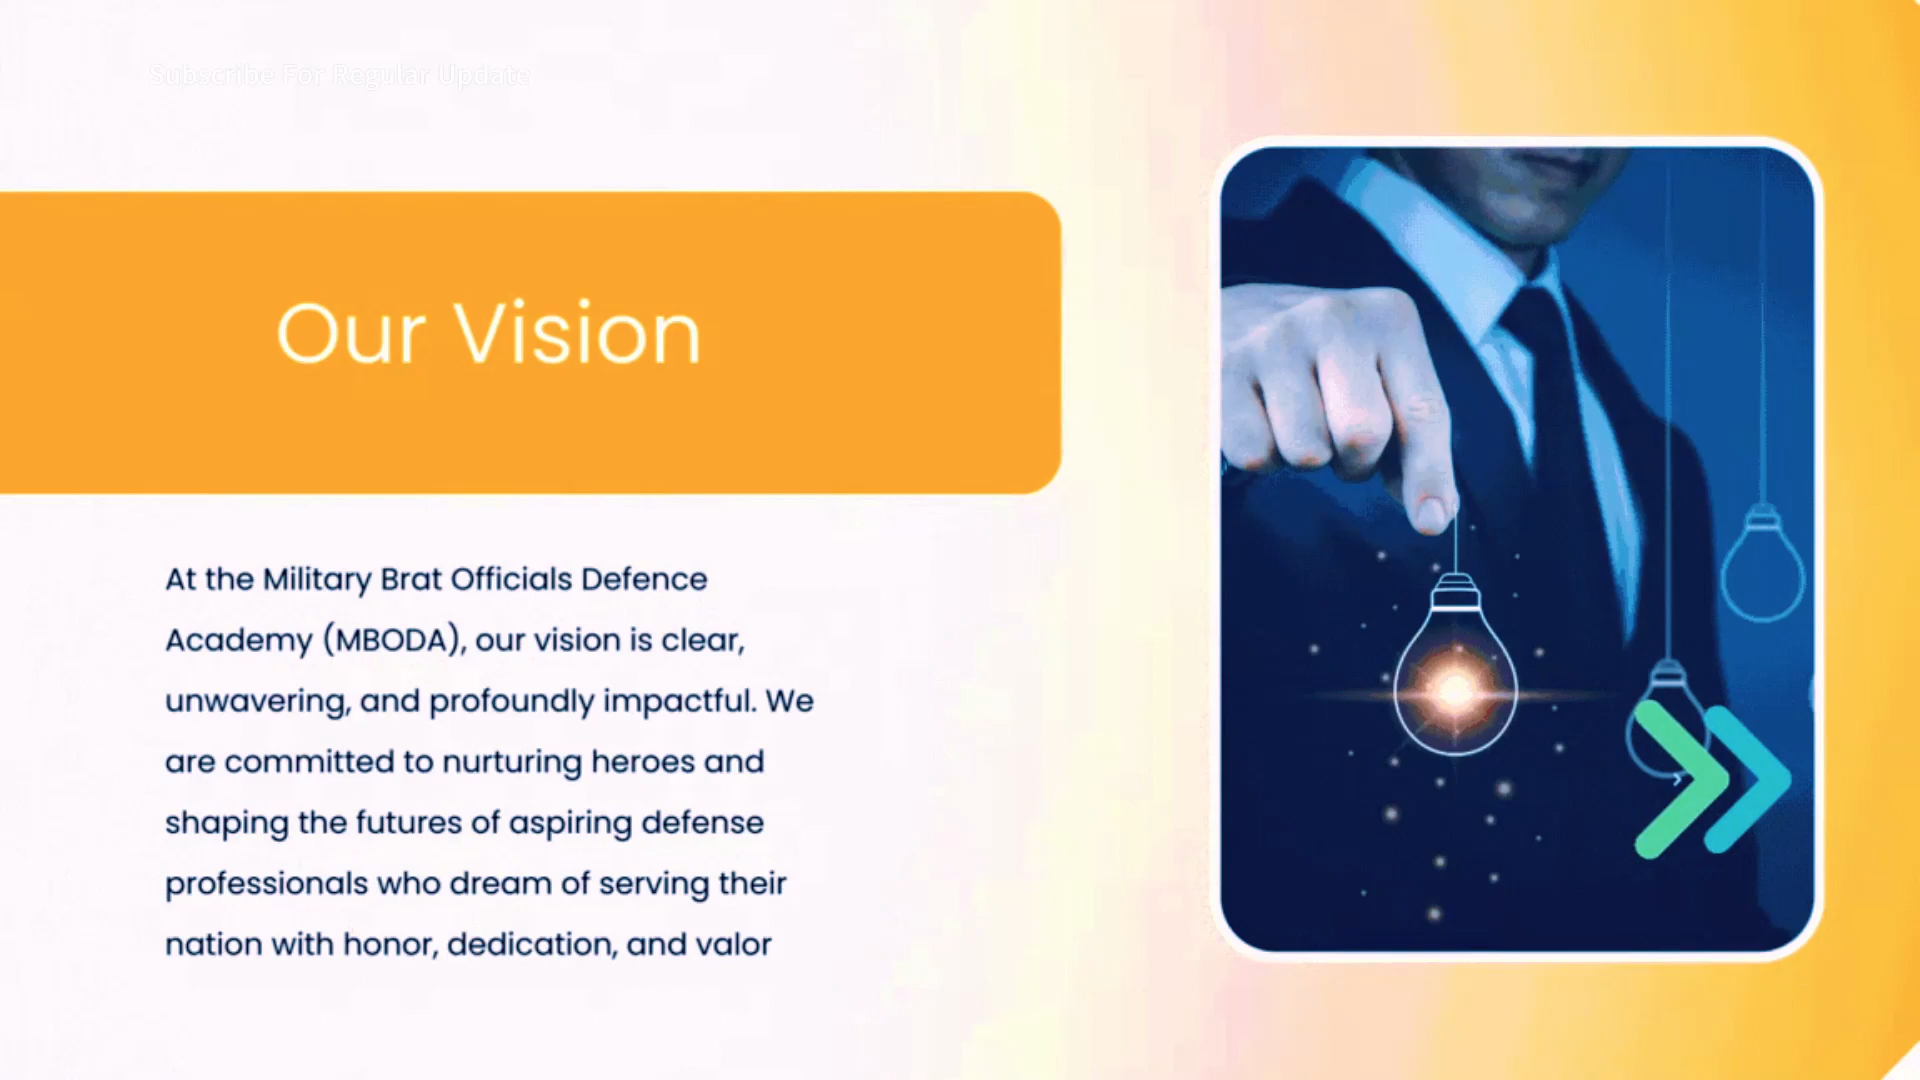 Subscribe For Regular Update
Our Vision
At the Military Brat Officials Defence
Academy (MBODA), our vision is clear,
unwavering, and profoundly impactful. We
are committed to nurturing heroes and
shaping the futures of aspiring defense
professionals who dream of serving their
nation with honor, dedication, and valor